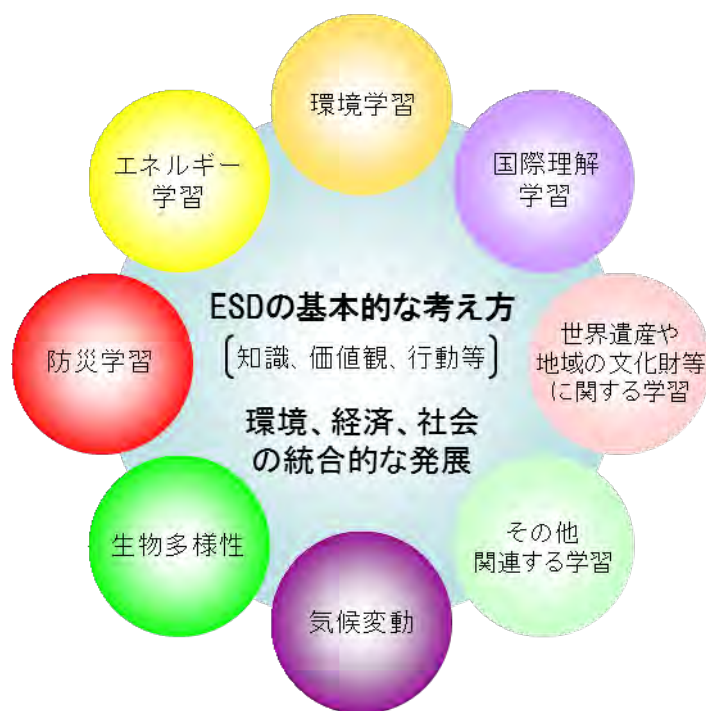 環境学習
国際理解
学習
世界遺産や
地域の文化財等
に関する学習
その他
関連する学習
気候変動
生物多様性
防災学習
エネルギー
学習
ESDの基本的な考え方
[知識、価値観、行動等]
環境、経済、社会
の統合的な発展